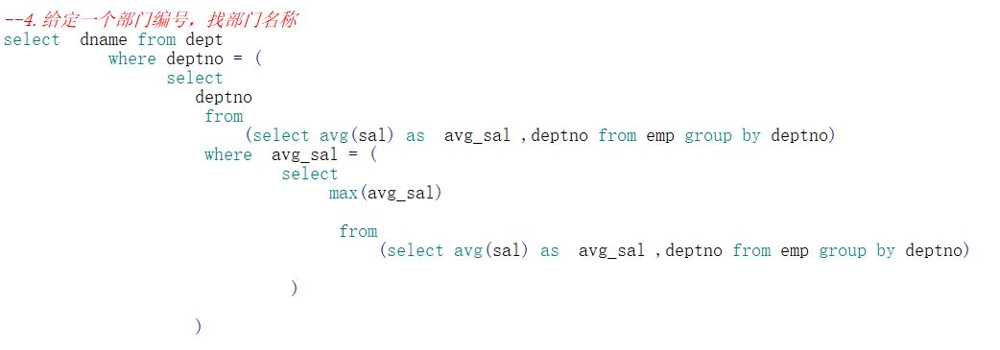 --4.给定一个部门编号，找部门名称
select  dname from dept
where deptno = (
select
deptno
from
(select avg(sal) as  avg_sal ,deptno from emp group by deptno)
where  avg_sal = (
select
max(avg_sal)
from
(select avg(sal) as  avg_sal ,deptno from emp group by deptno)
)
)